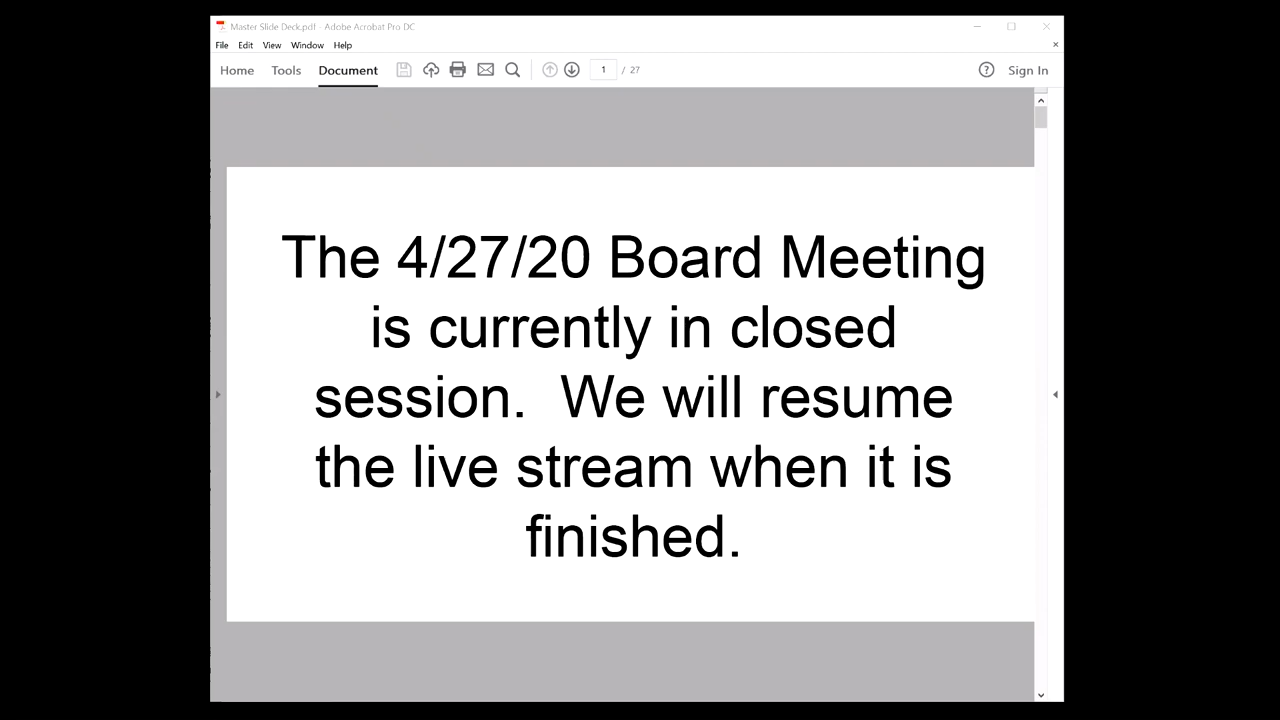 Master Slide Deck.pdf - Adobe Acrobat Pro DC
File Edit View Window Help
Home Tools Document 1 / 27 Sign In
The 4/27/20 Board Meeting
is currently in closed
session.  We will resume
the live stream when it is
finished.